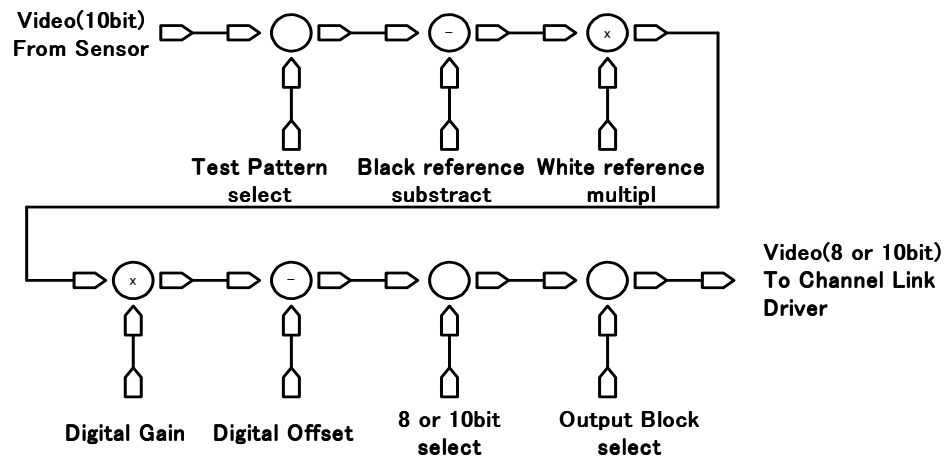 Video(10bit)
From Sensor
-
x
Test Pattern
select
Black reference
substract
White reference
multipl
x
-
Video(8 or 10bit)
To Channel Link
Driver
Digital Gain
Digital Offset
8 or 10bit
select
Output Block
select